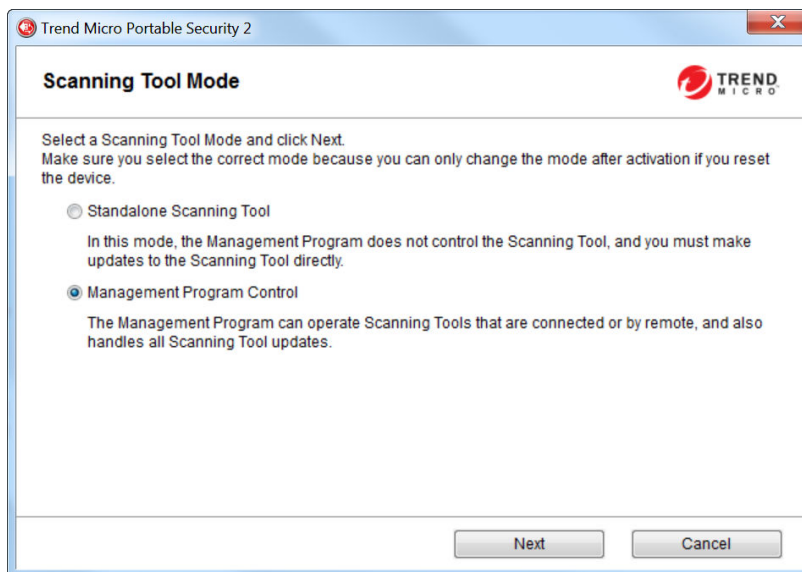 Trend Micro Portable Security 2
Scanning Tool Mode
TREND
MICRO
Select a Scanning Tool Mode and click Next.
Make sure you select the correct mode because you can only change the mode after activation if you reset
the device.
Standalone Scanning Tool
In this mode, the Management Program does not control the Scanning Tool, and you must make
updates to the Scanning Tool directly.
Management Program Control
The Management Program can operate Scanning Tools that are connected or by remote, and also
handles all Scanning Tool updates.
Next
Cancel